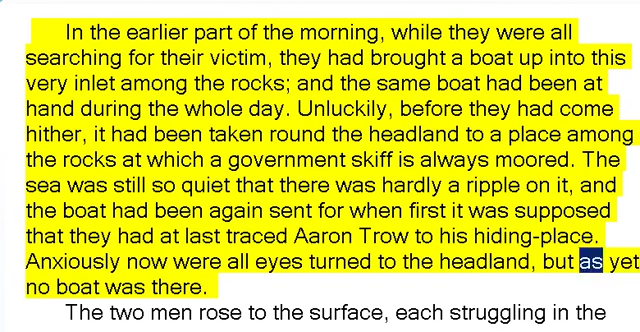 In the earlier part of the morning, while they were all
searching for their victim, they had brought a boat up into this
very inlet among the rocks; and the same boat had been at
hand during the whole day. Unluckily, before they had come
hither, it had been taken round the headland to a place among
the rocks at which a government skiff is always moored. The
sea was still so quiet that there was hardly a ripple on it, and
the boat had been again sent for when first it was supposed
that they had at last traced Aaron Trow to his hiding-place.
Anxiously now were all eyes turned to the headland, but as yet
no boat was there.
The two men rose to the surface, each struggling in the